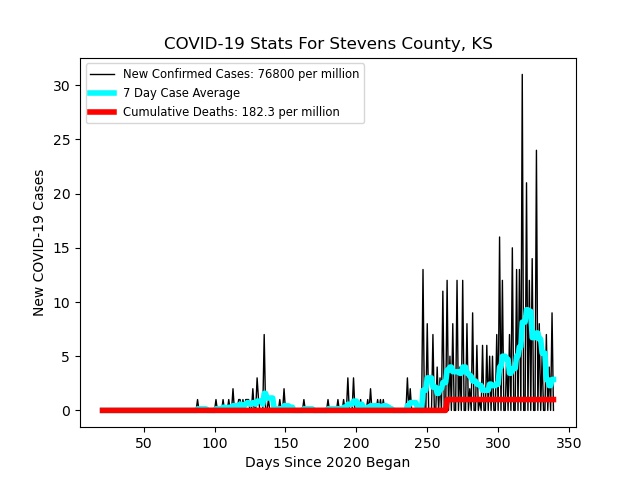 COVID-19 Stats For Stevens County, KS
New Confirmed Cases: 76800 per million
7 Day Case Average
Cumulative Deaths: 182.3 per million
New COVID-19 Cases
30
25
20
15
10
5
0
50 100 150 200 250 300 350
Days Since 2020 Began